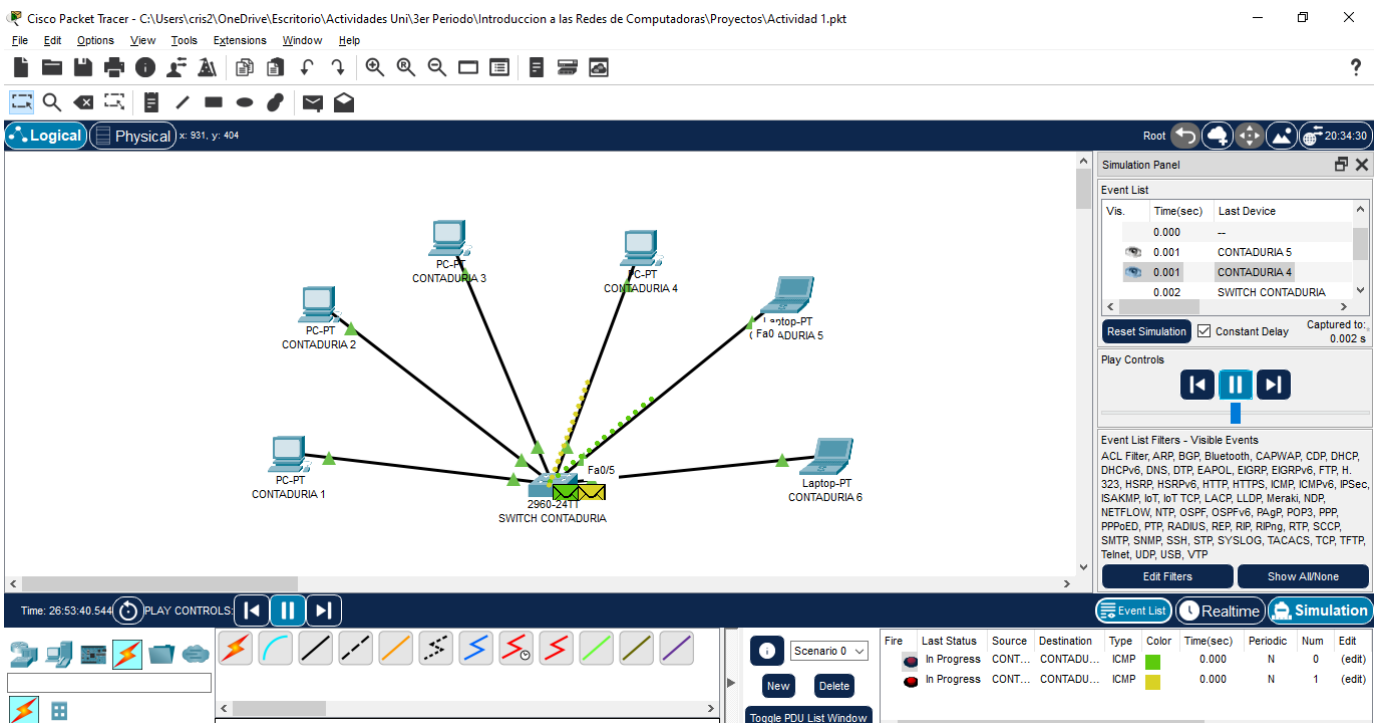 Cisco Packet Tracer - C:\Users\cris2\OneDrive\Escritorio\Actividades Uni\3er Periodo\Introduccion a las Redes de Computadoras\Proyectos\Actividad 1.pkt
File Edit Options View Tools Extensions Window Help
?
Logical Physical x: 931, y: 404 Root 20:34:30
Simulation Panel
Event List
Vis. Time(sec) Last Device
0.000 --
0.001 CONTADURIA 5
0.001 CONTADURIA 4
0.002 SWITCH CONTADURIA
Reset Simulation Constant Delay Captured to:
0.002 s
Play Controls
Event List Filters - Visible Events
ACL Filter, ARP, BGP, Bluetooth, CAPWAP, CDP, DHCP,
DHCPv6, DNS, DTP, EAPOL, EIGRP, EIGRPv6, FTP, H.
323, HSRP, HSRPv6, HTTP, HTTPS, ICMP, ICMPv6, IPSec,
ISAKMP, IoT, IoT TCP, LACP, LLDP, Meraki, NDP,
NETFLOW, NTP, OSPF, OSPFv6, PAgP, POP3, PPP,
PPPoED, PTP, RADIUS, REP, RIP, RIPng, RTP, SCCP,
SMTP, SNMP, SSH, STP, SYSLOG, TACACS, TCP, TFTP,
Telnet, UDP, USB, VTP
Edit Filters Show All/None
PC-PT
CONTADURIA 3
PC-PT
CONTADURIA 4
Laptop-PT
Fa0 ADURIA 5
PC-PT
CONTADURIA 2
PC-PT
CONTADURIA 1
Fa0/5
2960-24TT
SWITCH CONTADURIA
Laptop-PT
CONTADURIA 6
Time: 26:53:40.544 PLAY CONTROLS: Event List Realtime Simulation
Scenario 0
New Delete
Toggle PDU List Window
Fire Last Status Source Destination Type Color Time(sec) Periodic Num Edit
In Progress CONT... CONTADU... ICMP 0.000 N 0 (edit)
In Progress CONT... CONTADU... ICMP 0.000 N 1 (edit)